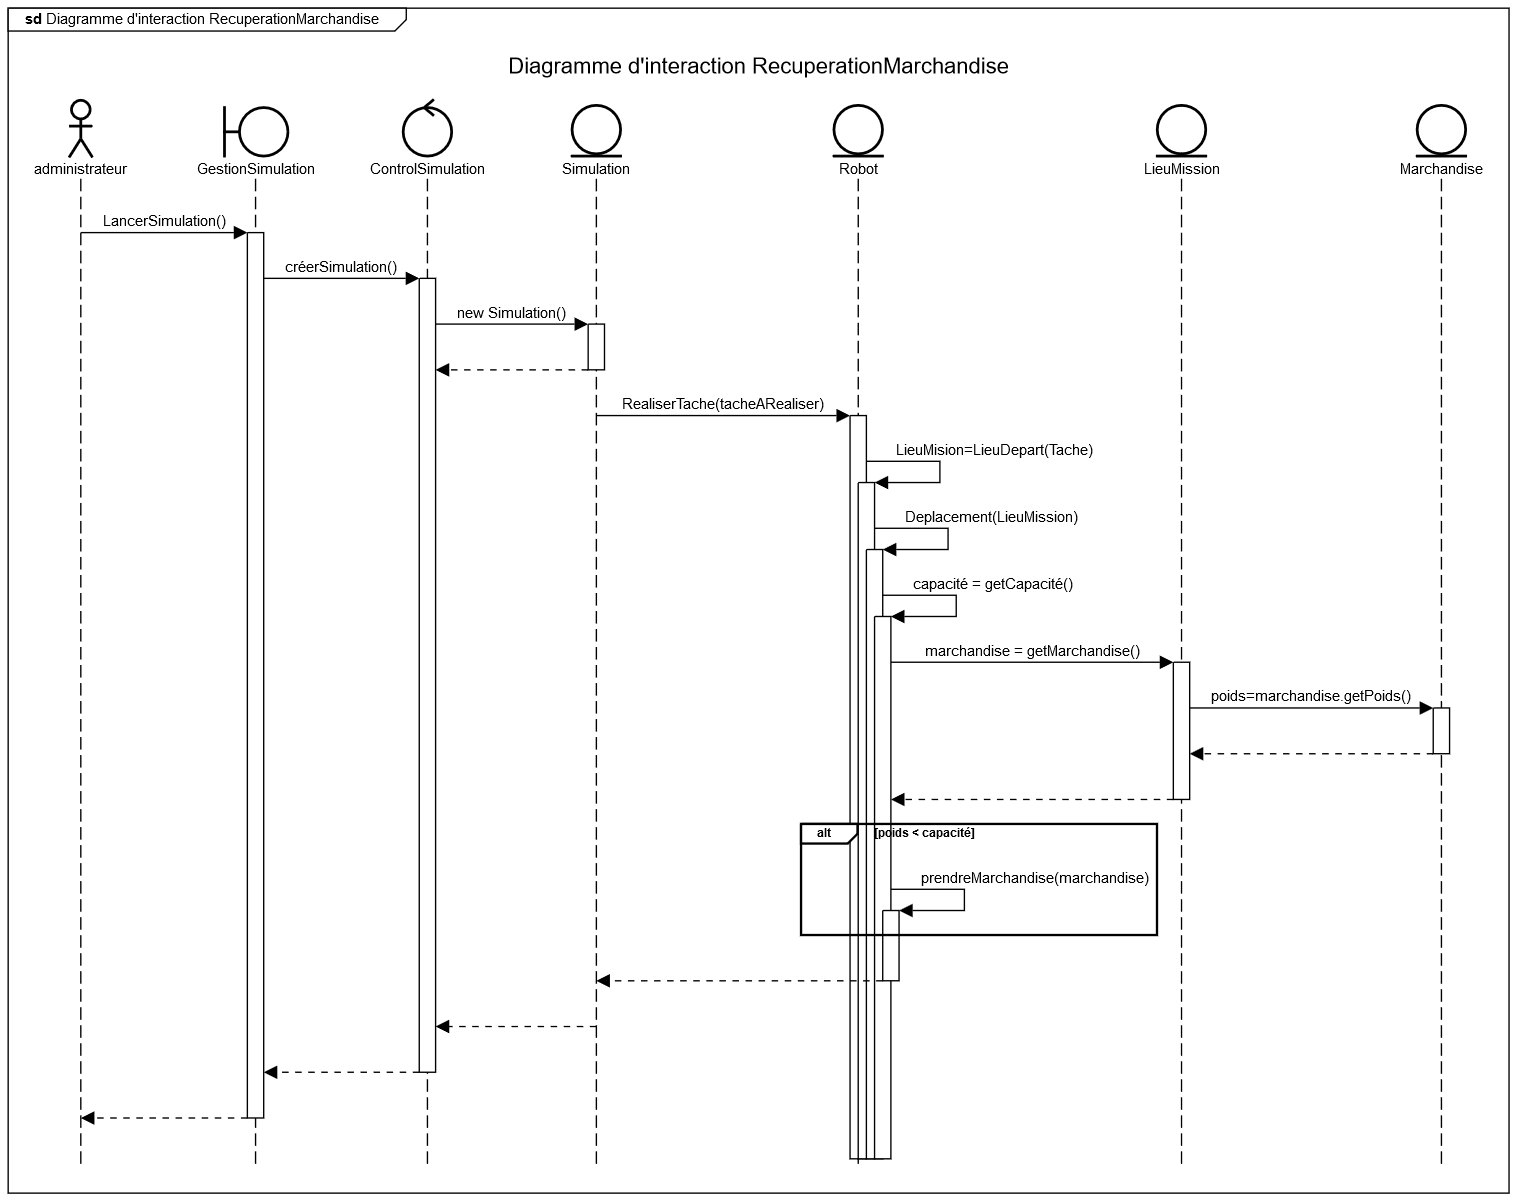 sd Diagramme d'interaction RecuperationMarchandise
Diagramme d'interaction RecuperationMarchandise
administrateur
GestionSimulation
ControlSimulation
Simulation
Robot
LieuMission
Marchandise
LancerSimulation()
créerSimulation()
new Simulation()
RealiserTache(tacheARealiser)
LieuMision=LieuDepart(Tache)
Deplacement(LieuMission)
capacité = getCapacité()
marchandise = getMarchandise()
poids=marchandise.getPoids()
alt [poids < capacité]
prendreMarchandise(marchandise)